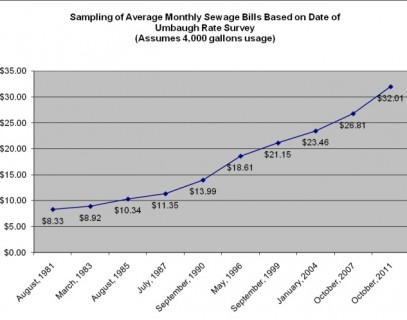 Sampling of Average Monthly Sewage Bills Based on Date of
Umbaugh Rate Survey
(Assumes 4,000 gallons usage)
$35.00
$30.00
$25.00
$20.00
$15.00
$10.00
$5.00
$0.00
$8.33
$8.92
$10.34
$11.35
$13.99
$18.61
$21.15
$23.46
$26.81
$32.01
August, 1981
March, 1983
August, 1985
July, 1987
September, 1990
May, 1996
September, 1999
January, 2004
October, 2007
October, 2011